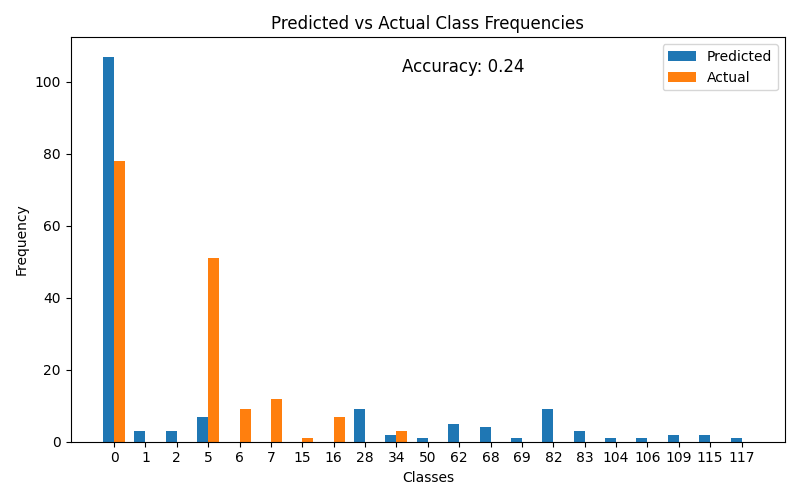 Predicted vs Actual Class Frequencies
Accuracy: 0.24
Predicted
Actual
Frequency
100
80
60
40
20
0
0 1 2 5 6 7 15 16 28 34 50 62 68 69 82 83 104 106 109 115 117
Classes